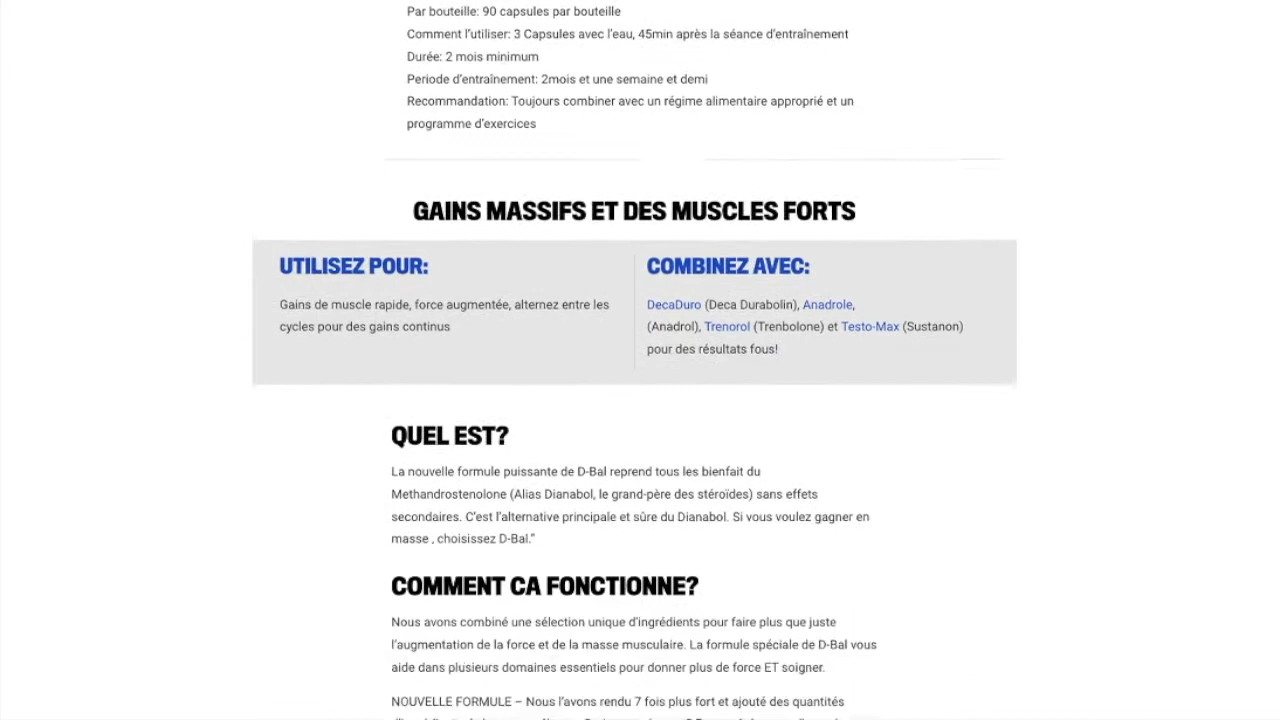 Par bouteille: 90 capsules par bouteille
Comment l'utiliser: 3 Capsules avec l'eau, 45min après la séance d'entraînement
Durée: 2 mois minimum
Periode d'entraînement: 2mois et une semaine et demi
Recommandation: Toujours combiner avec un régime alimentaire approprié et un
programme d'exercices
GAINS MASSIFS ET DES MUSCLES FORTS
UTILISEZ POUR:
Gains de muscle rapide, force augmentée, alternez entre les
cycles pour des gains continus
COMBINEZ AVEC:
DecaDuro (Deca Durabolin), Anadrole,
(Anadrol), Trenorol (Trenbolone) et Testo-Max (Sustanon)
pour des résultats fous!
QUEL EST?
La nouvelle formule puissante de D-Bal reprend tous les bienfait du
Methandrostenolone (Alias Dianabol, le grand-père des stéroïdes) sans effets
secondaires. C'est l'alternative principale et sûre du Dianabol. Si vous voulez gagner en
masse , choisissez D-Bal."
COMMENT CA FONCTIONNE?
Nous avons combiné une sélection unique d'ingrédients pour faire plus que juste
l'augmentation de la force et de la masse musculaire. La formule spéciale de D-Bal vous
aide dans plusieurs domaines essentiels pour donner plus de force ET soigner.
NOUVELLE FORMULE – Nous l'avons rendu 7 fois plus fort et ajouté des quantités